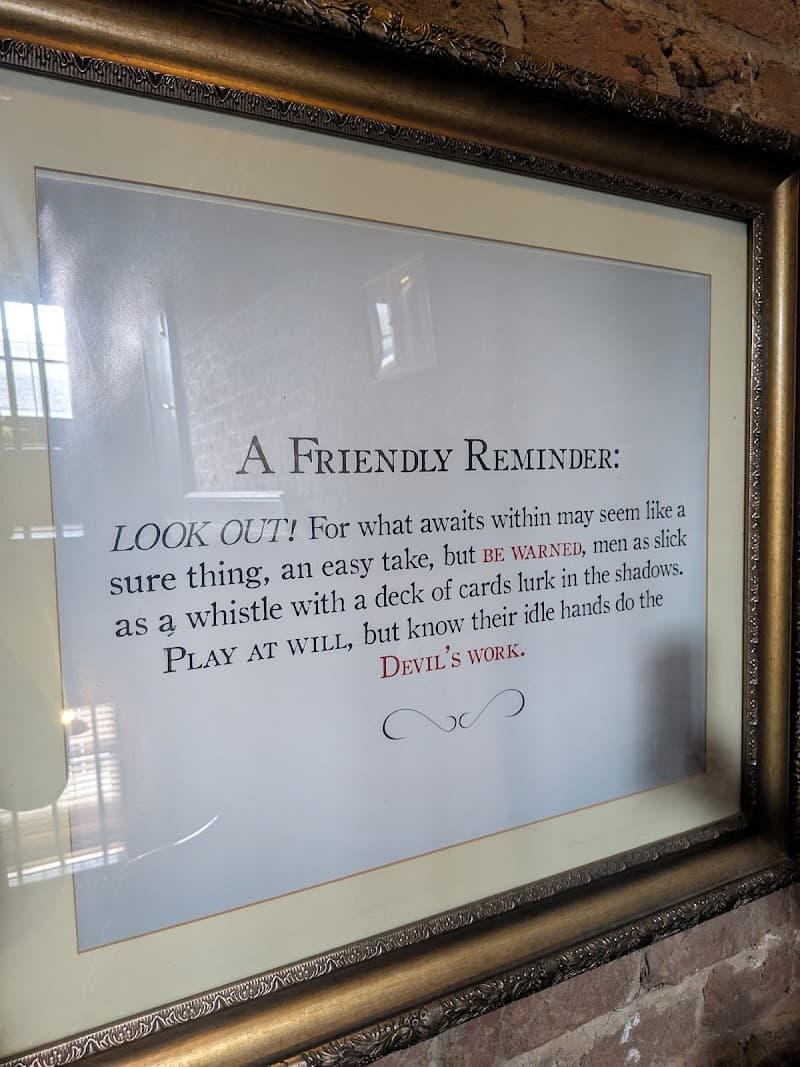 A Friendly Reminder:
LOOK OUT! For what awaits within may seem like a
sure thing, an easy take, but BE WARNED, men as slick
as a whistle with a deck of cards lurk in the shadows.
Play at will, but know their idle hands do the
Devil's work.